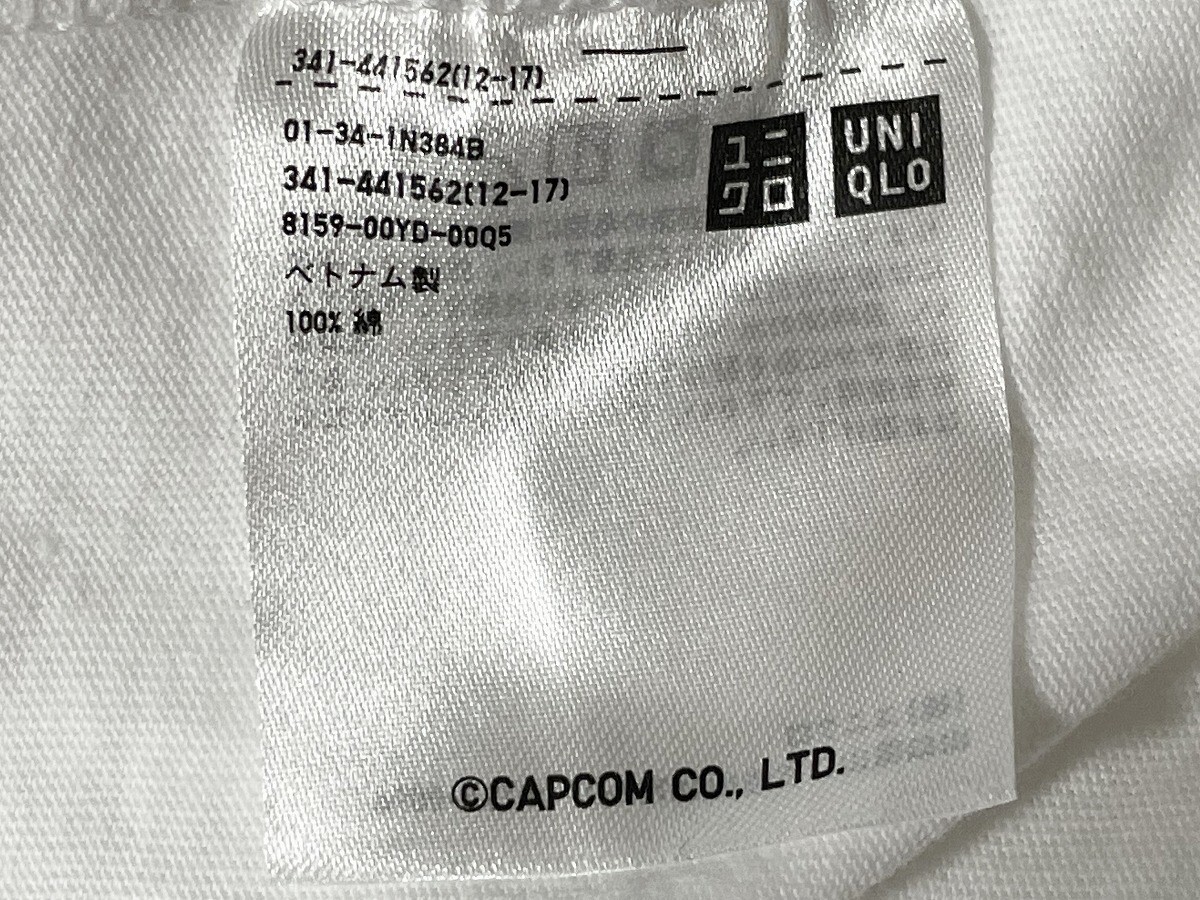 341-441562(12-17)
01-34-1N384B
341-441562(12-17)
8159-00YD-00Q5
ベトナム製
100% 綿
ユニ
クロ
UNI
QLO
©CAPCOM CO., LTD.